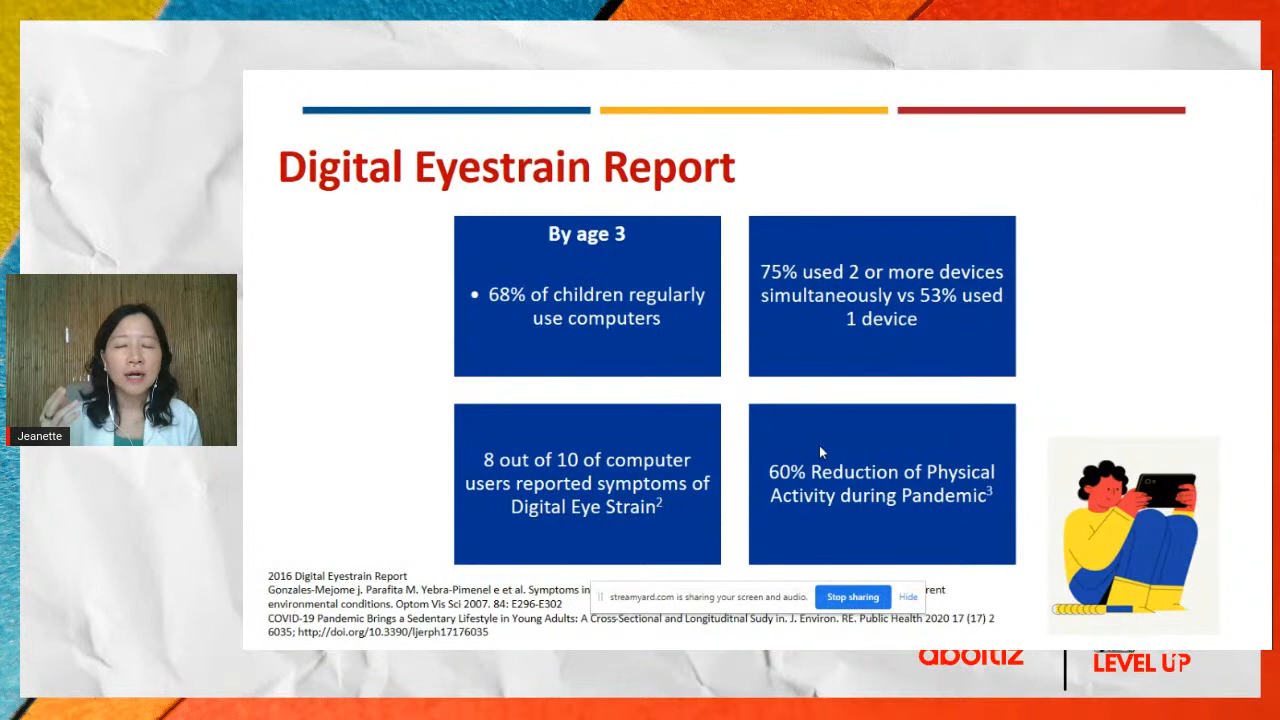 Digital Eyestrain Report
By age 3
• 68% of children regularly
use computers
75% used 2 or more devices
simultaneously vs 53% used
1 device
8 out of 10 of computer
users reported symptoms of
Digital Eye Strain2
60% Reduction of Physical
Activity during Pandemic3
Jeanette
2016 Digital Eyestrain Report
Gonzales-Mejome j. Parafita M. Yebra-Pimenel e et al. Symptoms in
environmental conditions. Optom Vis Sci 2007. 84: E296-E302
COVID-19 Pandemic Brings a Sedentary Lifestyle in Young Adults: A Cross-Sectional and Longituditnal Sudy in. J. Environ. RE. Public Health 2020 17 (17) 2
6035; http://doi.org/10.3390/ljerph17176035
streamyard.com is sharing your screen and audio.
Stop sharing
Hide
aboitiz
LEVEL UP